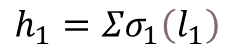 h₁ = Σσ₁(l₁)